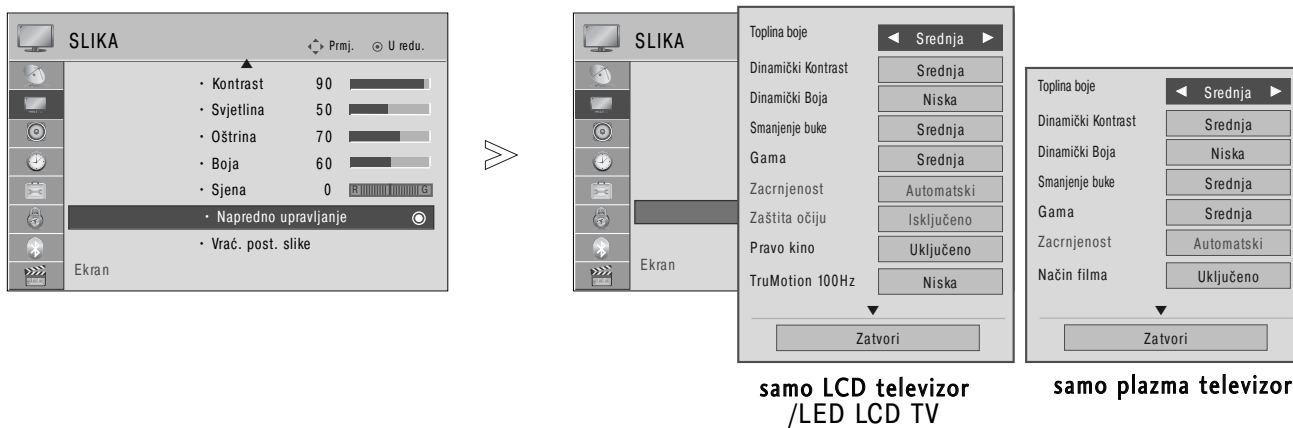 SLIKA
Prmj. U redu.
• Kontrast 90
• Svjetlina 50
• Oštrina 70
• Boja 60
• Sjena 0 R G
• Napredno upravljanje
• Vrać. post. slike
Ekran
SLIKA
Ekran
Toplina boje ◄ Srednja ►
Dinamički Kontrast Srednja
Dinamički Boja Niska
Smanjenje buke Srednja
Gama Srednja
Zacrnjenost Automatski
Zaštita očiju Isključeno
Pravo kino Uključeno
TruMotion 100Hz Niska
▼
Zatvori
samo LCD televizor
/LED LCD TV
Toplina boje ◄ Srednja ►
Dinamički Kontrast Srednja
Dinamički Boja Niska
Smanjenje buke Srednja
Gama Srednja
Zacrnjenost Automatski
Način filma Uključeno
▼
Zatvori
samo plazma televizor